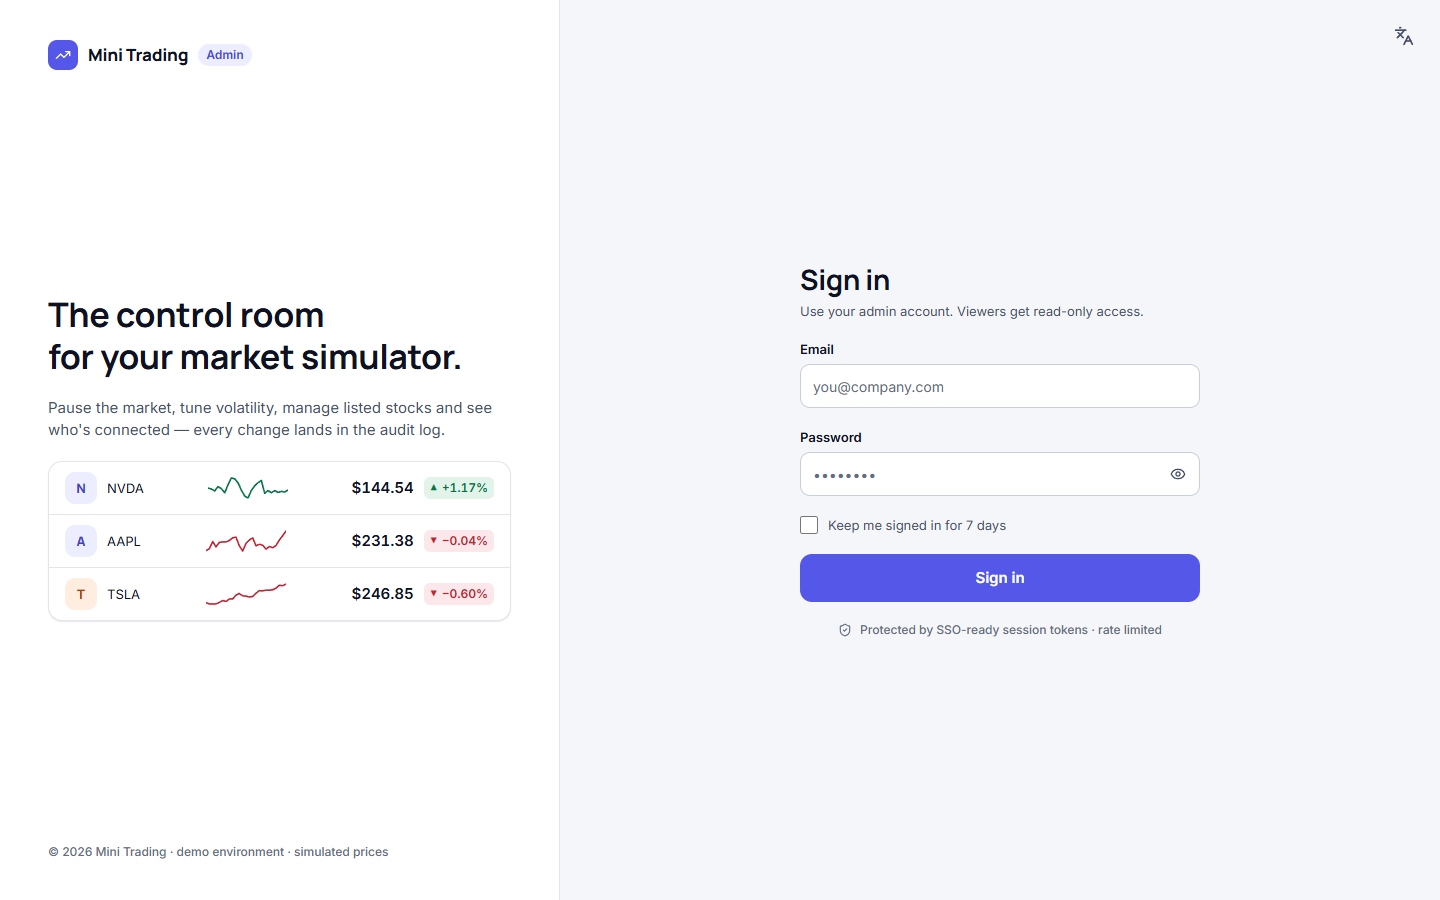 Mini Trading Admin
The control room
for your market simulator.
Pause the market, tune volatility, manage listed stocks and see
who's connected — every change lands in the audit log.
N NVDA $144.54 ▲ +1.17%
A AAPL $231.38 ▼ −0.04%
T TSLA $246.85 ▼ −0.60%
© 2026 Mini Trading · demo environment · simulated prices
Sign in
Use your admin account. Viewers get read-only access.
Email
you@company.com
Password
••••••••
Keep me signed in for 7 days
Sign in
Protected by SSO-ready session tokens · rate limited